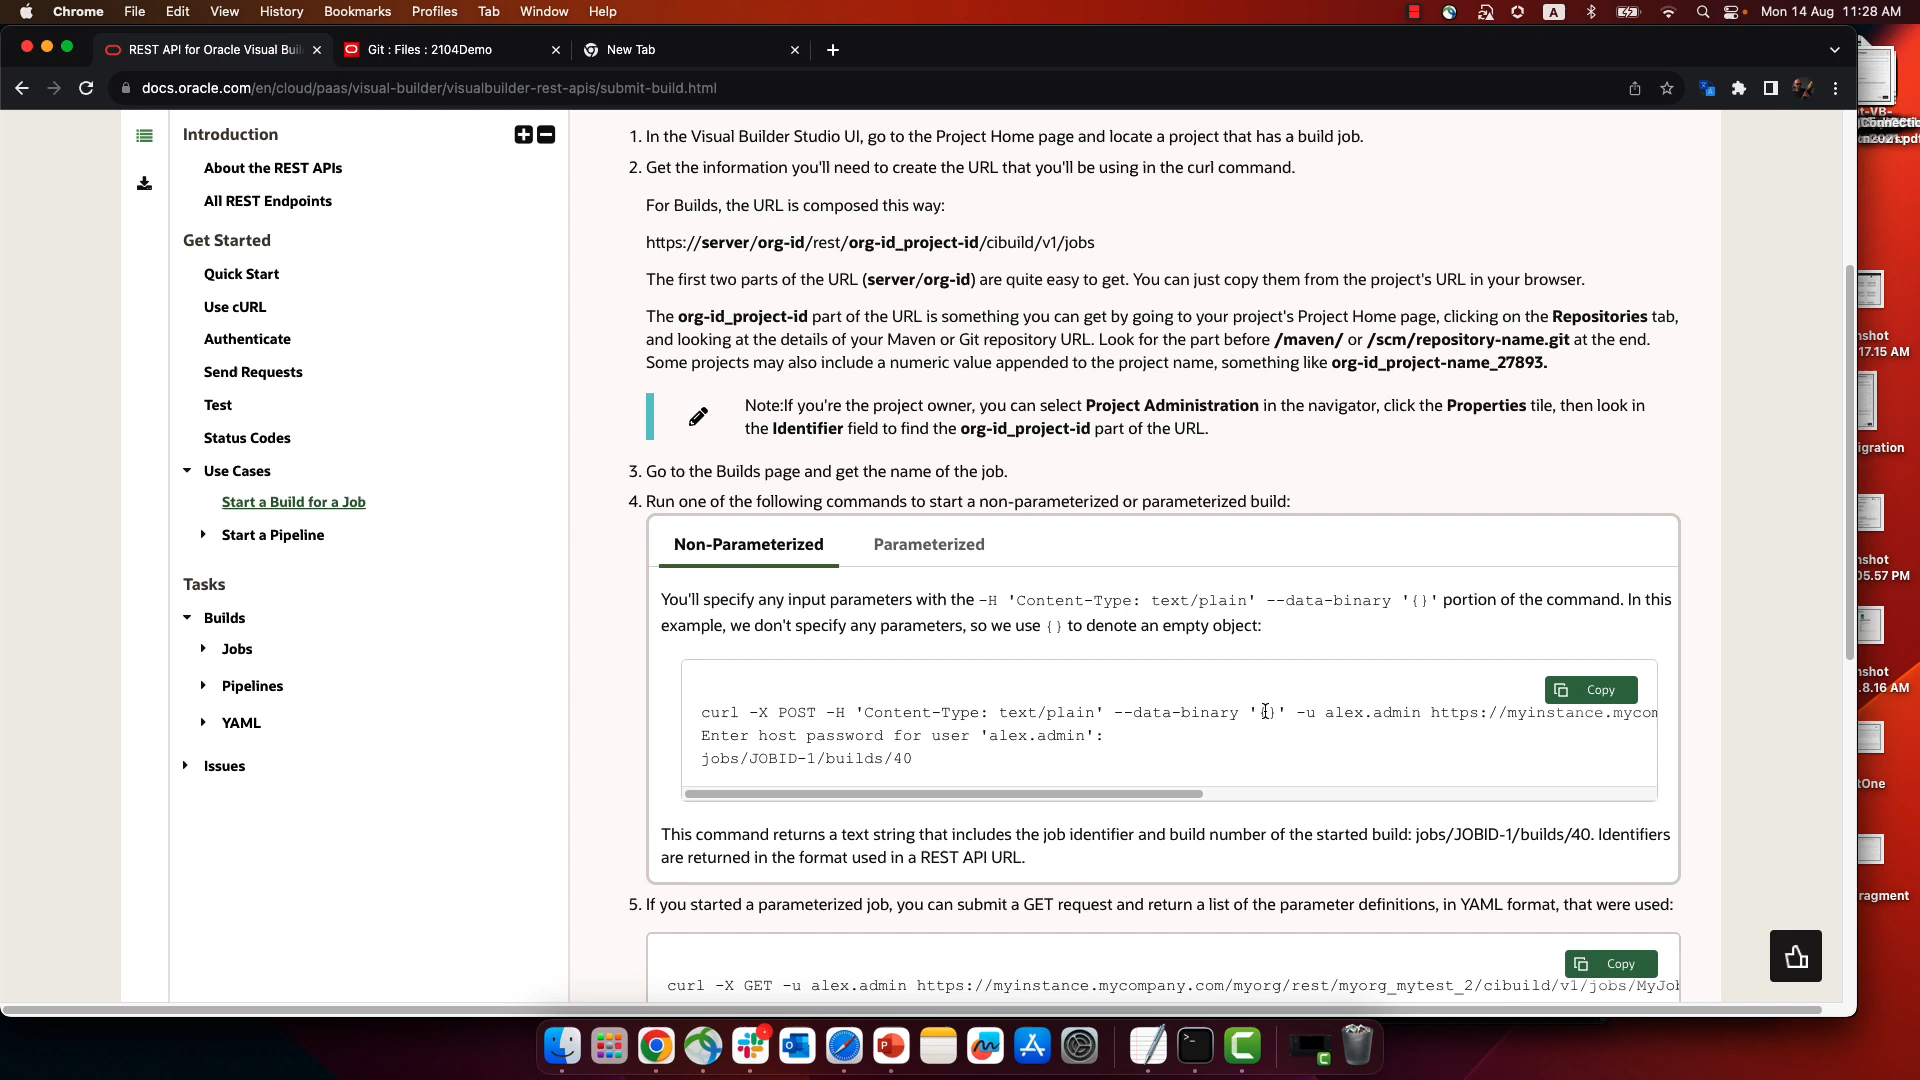 Chrome File Edit View History Bookmarks Profiles Tab Window Help
A
Mon 14 Aug 11:28 AM
REST API for Oracle Visual Buil
Git : Files : 2104Demo
New Tab
docs.oracle.com/en/cloud/paas/visual-builder/visualbuilder-rest-apis/submit-build.html
Introduction
About the REST APIs
All REST Endpoints
Get Started
Quick Start
Use cURL
Authenticate
Send Requests
Test
Status Codes
Use Cases
Start a Build for a Job
Start a Pipeline
Tasks
Builds
Jobs
Pipelines
YAML
Issues
1. In the Visual Builder Studio UI, go to the Project Home page and locate a project that has a build job.
2. Get the information you'll need to create the URL that you'll be using in the curl command.
For Builds, the URL is composed this way:
https://server/org-id/rest/org-id_project-id/cibuild/v1/jobs
The first two parts of the URL (server/org-id) are quite easy to get. You can just copy them from the project's URL in your browser.
The org-id_project-id part of the URL is something you can get by going to your project's Project Home page, clicking on the Repositories tab,
and looking at the details of your Maven or Git repository URL. Look for the part before /maven/ or /scm/repository-name.git at the end.
Some projects may also include a numeric value appended to the project name, something like org-id_project-name_27893.
Note:If you're the project owner, you can select Project Administration in the navigator, click the Properties tile, then look in
the Identifier field to find the org-id_project-id part of the URL.
3. Go to the Builds page and get the name of the job.
4. Run one of the following commands to start a non-parameterized or parameterized build:
Non-Parameterized
Parameterized
You'll specify any input parameters with the -H 'Content-Type: text/plain' --data-binary '{}' portion of the command. In this
example, we don't specify any parameters, so we use {} to denote an empty object:
Copy
curl -X POST -H 'Content-Type: text/plain' --data-binary '{}' -u alex.admin https://myinstance.mycom
Enter host password for user 'alex.admin':
jobs/JOBID-1/builds/40
This command returns a text string that includes the job identifier and build number of the started build: jobs/JOBID-1/builds/40. Identifiers
are returned in the format used in a REST API URL.
5. If you started a parameterized job, you can submit a GET request and return a list of the parameter definitions, in YAML format, that were used:
Copy
curl -X GET -u alex.admin https://myinstance.mycompany.com/myorg/rest/myorg_mytest_2/cibuild/v1/jobs/MyJob
nshot
17.15 AM
igration
nshot
05.57 PM
nshot
.8.16 AM
tOne
ragment